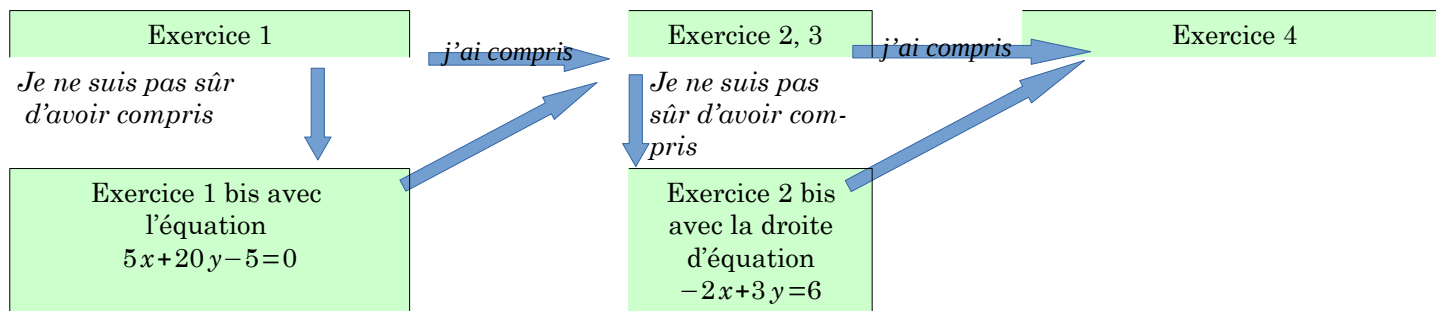 Exercice 1
j'ai compris
Exercice 2, 3
j'ai compris
Exercice 4
Je ne suis pas sûr
d'avoir compris
Je ne suis pas
sûr d'avoir com-
pris
Exercice 1 bis avec
l'équation
5x+20y−5=0
Exercice 2 bis
avec la droite
d'équation
−2x+3y=6